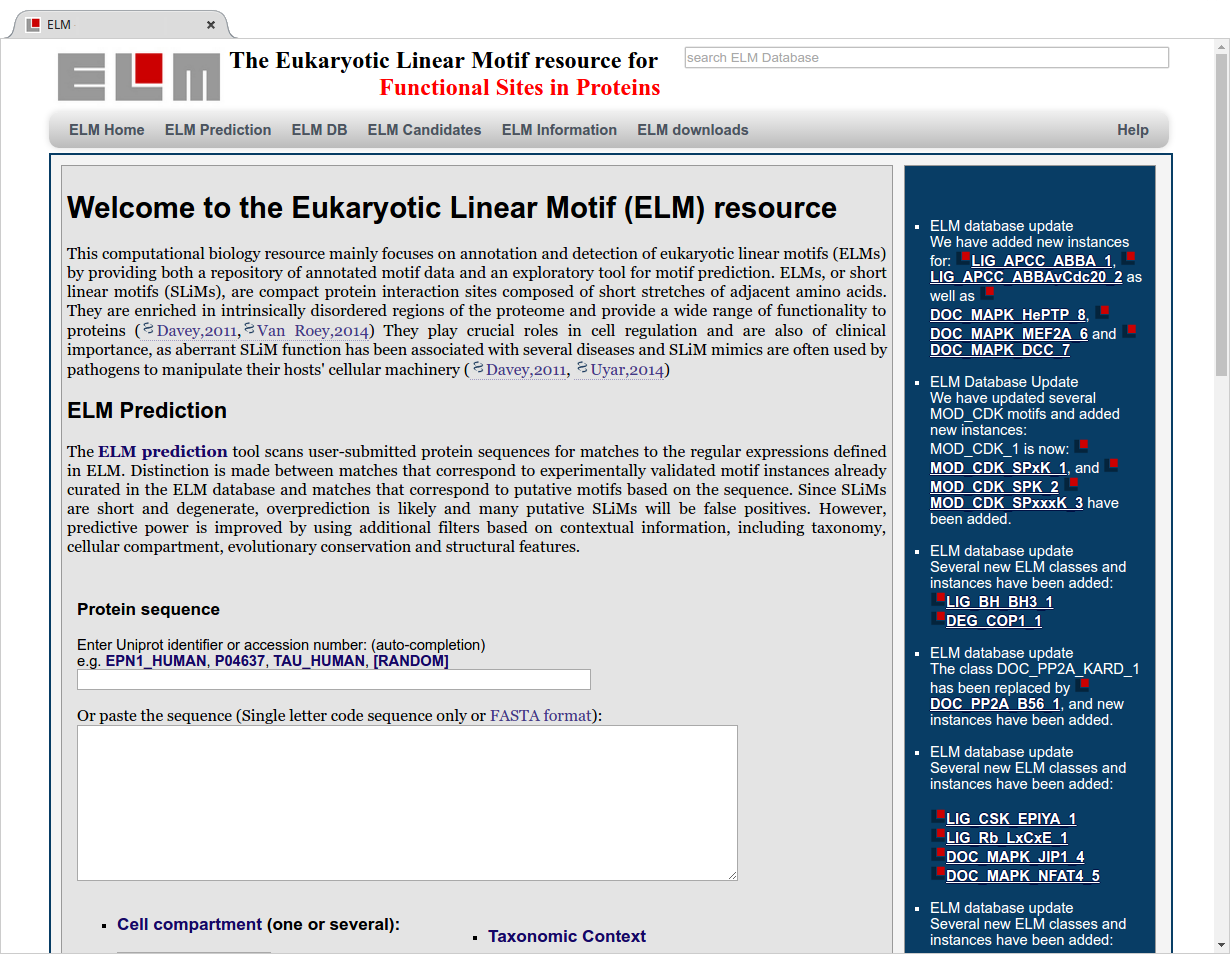 ELM
ELM
The Eukaryotic Linear Motif resource for
Functional Sites in Proteins
search ELM Database
ELM Home ELM Prediction ELM DB ELM Candidates ELM Information ELM downloads Help
Welcome to the Eukaryotic Linear Motif (ELM) resource
This computational biology resource mainly focuses on annotation and detection of eukaryotic linear motifs (ELMs)
by providing both a repository of annotated motif data and an exploratory tool for motif prediction. ELMs, or short
linear motifs (SLiMs), are compact protein interaction sites composed of short stretches of adjacent amino acids.
They are enriched in intrinsically disordered regions of the proteome and provide a wide range of functionality to
proteins (Davey,2011, Van Roey,2014) They play crucial roles in cell regulation and are also of clinical
importance, as aberrant SLiM function has been associated with several diseases and SLiM mimics are often used by
pathogens to manipulate their hosts' cellular machinery (Davey,2011, Uyar,2014)
ELM Prediction
The ELM prediction tool scans user-submitted protein sequences for matches to the regular expressions defined
in ELM. Distinction is made between matches that correspond to experimentally validated motif instances already
curated in the ELM database and matches that correspond to putative motifs based on the sequence. Since SLiMs
are short and degenerate, overprediction is likely and many putative SLiMs will be false positives. However,
predictive power is improved by using additional filters based on contextual information, including taxonomy,
cellular compartment, evolutionary conservation and structural features.
Protein sequence
Enter Uniprot identifier or accession number: (auto-completion)
e.g. EPN1_HUMAN, P04637, TAU_HUMAN, [RANDOM]
Or paste the sequence (Single letter code sequence only or FASTA format):
Cell compartment (one or several):
Taxonomic Context
ELM database update
We have added new instances
for: LIG_APCC_ABBA_1,
LIG_APCC_ABBAvCdc20_2 as
well as
DOC_MAPK_HePTP_8,
DOC_MAPK_MEF2A_6 and
DOC_MAPK_DCC_7
ELM Database Update
We have updated several
MOD_CDK motifs and added
new instances:
MOD_CDK_1 is now:
MOD_CDK_SPxK_1, and
MOD_CDK_SPK_2
MOD_CDK_SPxxxK_3 have
been added.
ELM database update
Several new ELM classes and
instances have been added:
LIG_BH_BH3_1
DEG_COP1_1
ELM database update
The class DOC_PP2A_KARD_1
has been replaced by
DOC_PP2A_B56_1, and new
instances have been added.
ELM database update
Several new ELM classes and
instances have been added:
LIG_CSK_EPIYA_1
LIG_Rb_LxCxE_1
DOC_MAPK_JIP1_4
DOC_MAPK_NFAT4_5
ELM database update
Several new ELM classes and
instances have been added: